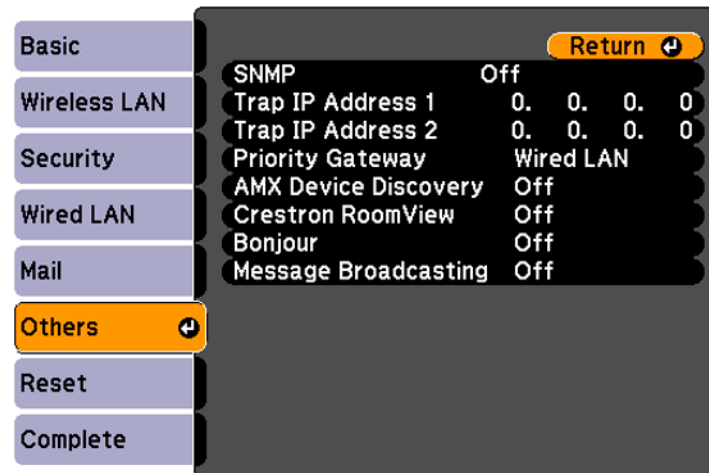 Basic
Wireless LAN
Security
Wired LAN
Mail
Others
Reset
Complete
Return
SNMP Off
Trap IP Address 1 0. 0. 0. 0
Trap IP Address 2 0. 0. 0. 0
Priority Gateway Wired LAN
AMX Device Discovery Off
Crestron RoomView Off
Bonjour Off
Message Broadcasting Off